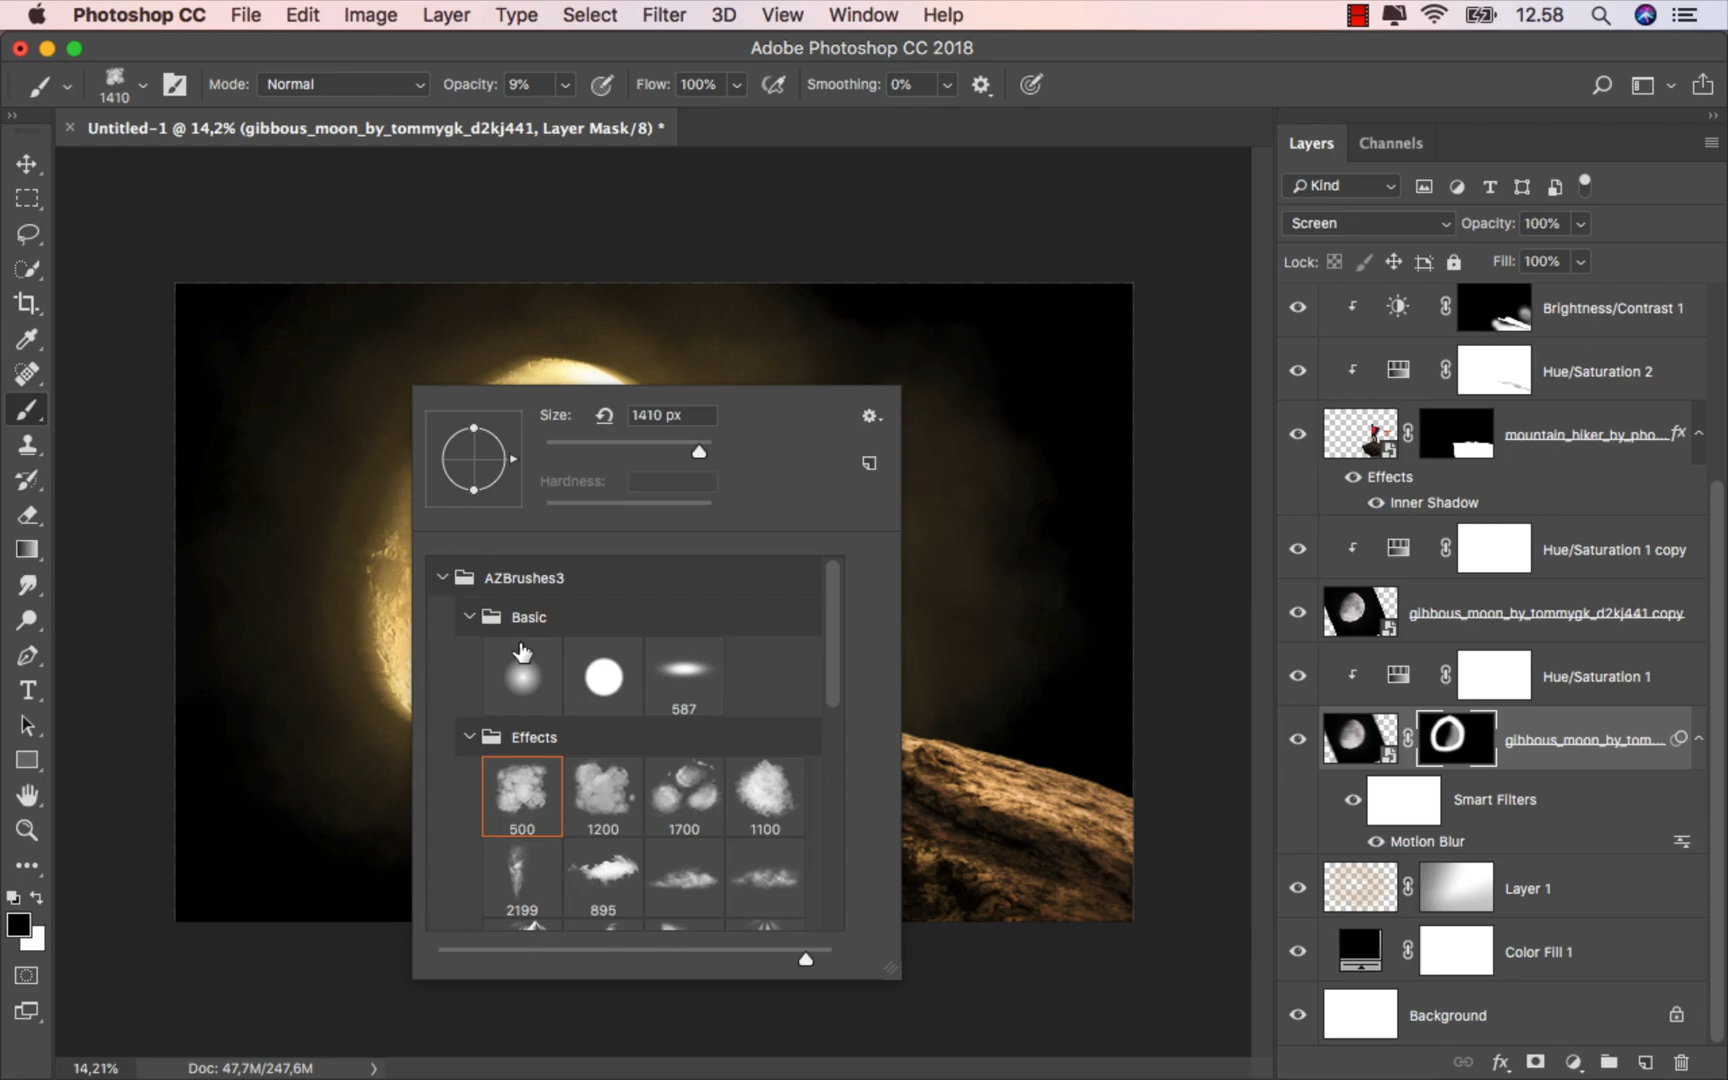 Photoshop CC File Edit Image Layer Type Select Filter 3D View Window Help 12.58
Adobe Photoshop CC 2018
1410 Mode: Normal Opacity: 9% Flow: 100% Smoothing: 0%
× Untitled-1 @ 14,2% (gibbous_moon_by_tommygk_d2kj441, Layer Mask/8) *
Size: 1410 px
Hardness:
AZBrushes3
Basic
587
Effects
500 1200 1700 1100
2199 895
Layers Channels
Kind
Screen Opacity: 100%
Lock: Fill: 100%
Brightness/Contrast 1
Hue/Saturation 2
mountain_hiker_by_pho... fx
Effects
Inner Shadow
Hue/Saturation 1 copy
gibbous_moon_by_tommygk_d2kj441 copy
Hue/Saturation 1
gibbous_moon_by_tom...
Smart Filters
Motion Blur
Layer 1
Color Fill 1
Background
fx
14,21% Doc: 47,7M/247,6M